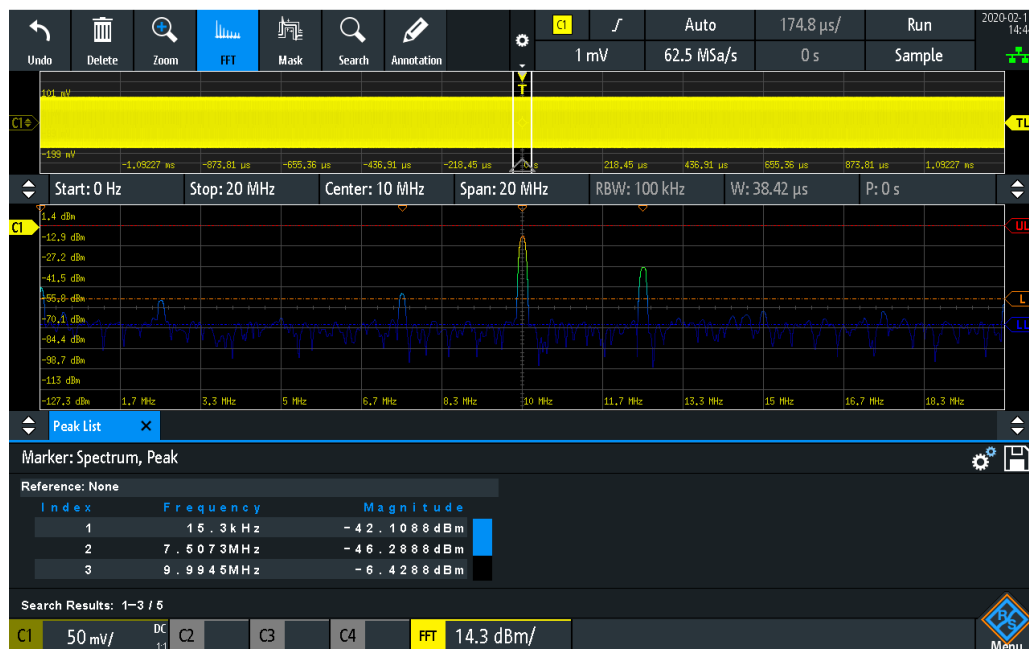 C1 Auto 174.8 µs/ Run 2020-02-1
14:4
Undo Delete Zoom FFT Mask Search Annotation 1 mV 62.5 MSa/s 0 s Sample
101 mV
T
C1 TL
-199 mV
-1.09227 ms -873.81 µs -655.36 µs -436.91 µs -218.45 µs 0 s 218.45 µs 436.91 µs 655.36 µs 873.81 µs 1.09227 ms
Start: 0 Hz Stop: 20 MHz Center: 10 MHz Span: 20 MHz RBW: 100 kHz W: 38.42 µs P: 0 s
1.4 dBm
C1 UL
-12.9 dBm
-27.2 dBm
-41.5 dBm
-55.8 dBm L
-70.1 dBm LL
-84.4 dBm
-98.7 dBm
-113 dBm
-127.3 dBm 1.7 MHz 3.3 MHz 5 MHz 6.7 MHz 8.3 MHz 10 MHz 11.7 MHz 13.3 MHz 15 MHz 16.7 MHz 18.3 MHz
Peak List
Marker: Spectrum, Peak
Reference: None
Index Frequency Magnitude
1 15.3kHz -42.1088dBm
2 7.5073MHz -46.2888dBm
3 9.9945MHz -6.4288dBm
Search Results: 1-3 / 5
C1 50 mV/ DC 1:1 C2 C3 C4 FFT 14.3 dBm/ R&S
Menu